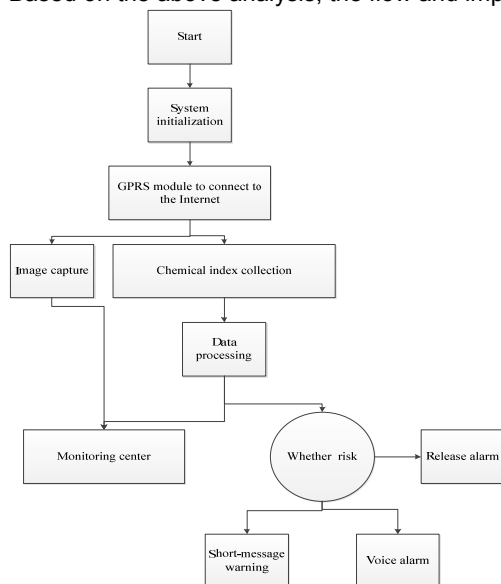 Based on the above analysis, the flow and imp
Start
System
initialization
GPRS module to connect to
the Internet
Image capture
Chemical index collection
Data
processing
Monitoring center
Whether risk
Release alarm
Short-message
warning
Voice alarm